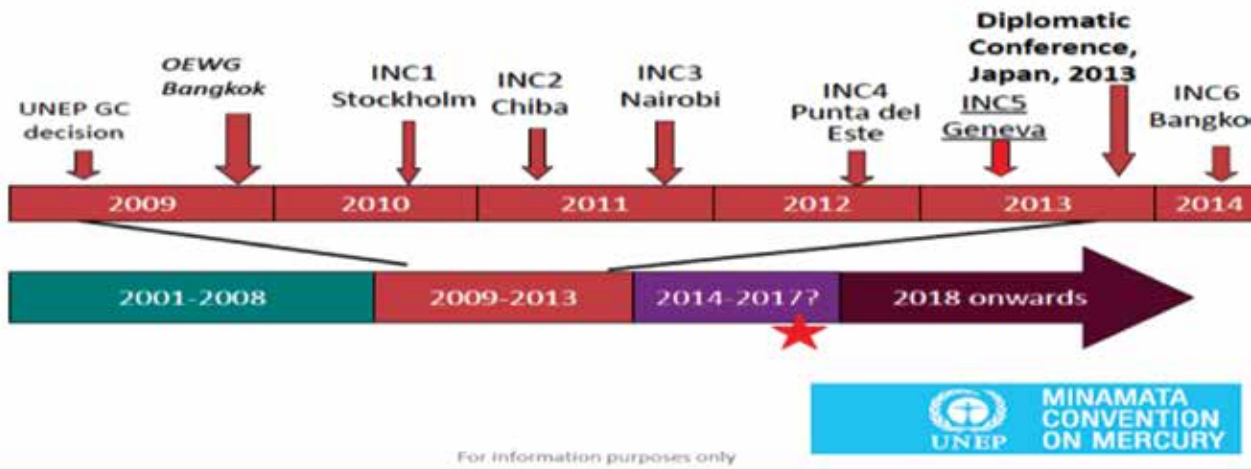 Diplomatic
Conference,
Japan, 2013
OEWG
Bangkok
INC1
Stockholm
INC2
Chiba
INC3
Nairobi
INC4
Punta del
Este
INC5
Geneva
INC6
Bangko
UNEP GC
decision
2009
2010
2011
2012
2013
2014
2001-2008
2009-2013
2014-2017?
2018 onwards
UNEP
MINAMATA
CONVENTION
ON MERCURY
For information purposes only